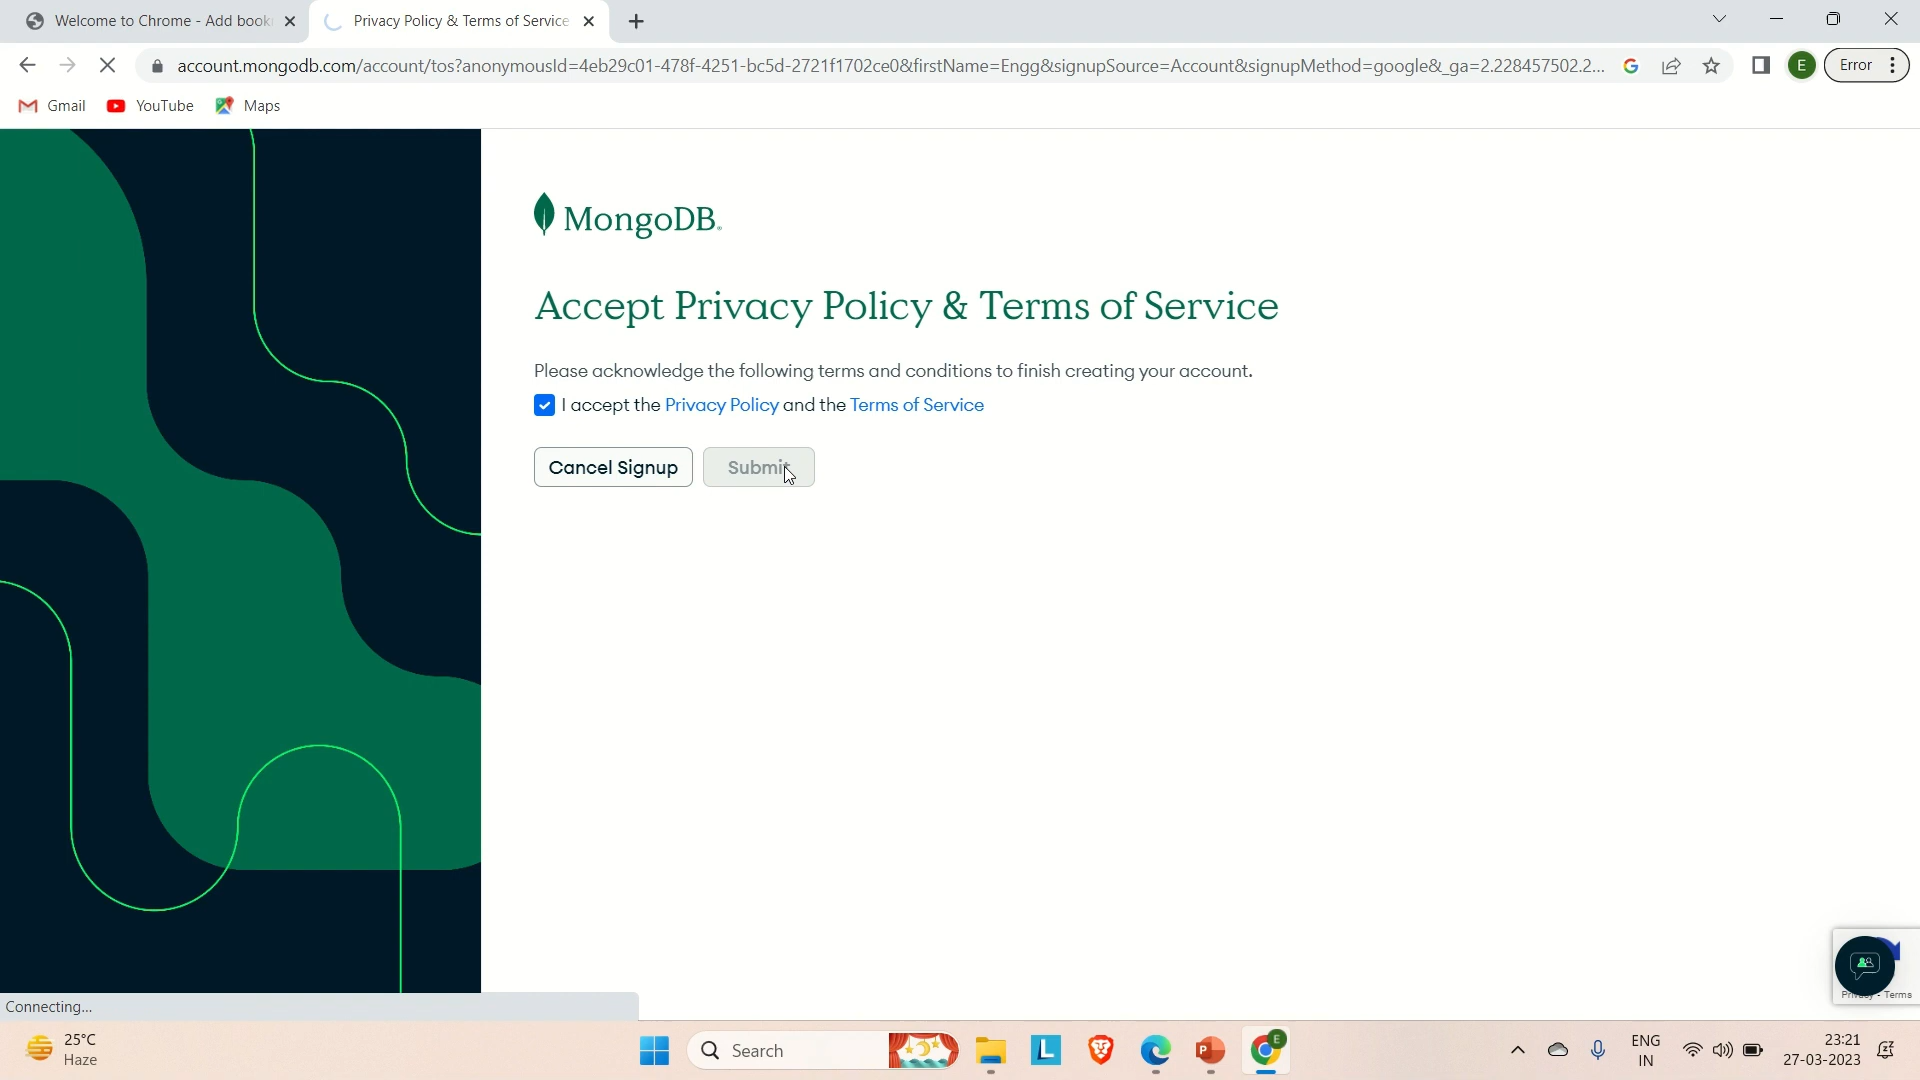 Welcome to Chrome - Add book
Privacy Policy & Terms of Service
account.mongodb.com/account/tos?anonymousId=4eb29c01-478f-4251-bc5d-2721f1702ce0&firstName=Engg&signupSource=Account&signupMethod=google&_ga=2.228457502.2...
E
Error
Gmail
YouTube
Maps
MongoDB
Accept Privacy Policy & Terms of Service
Please acknowledge the following terms and conditions to finish creating your account.
I accept the Privacy Policy and the Terms of Service
Cancel Signup
Submit
Privacy - Terms
Connecting...
25°C
Haze
Search
L
P
E
ENG
IN
23:21
27-03-2023